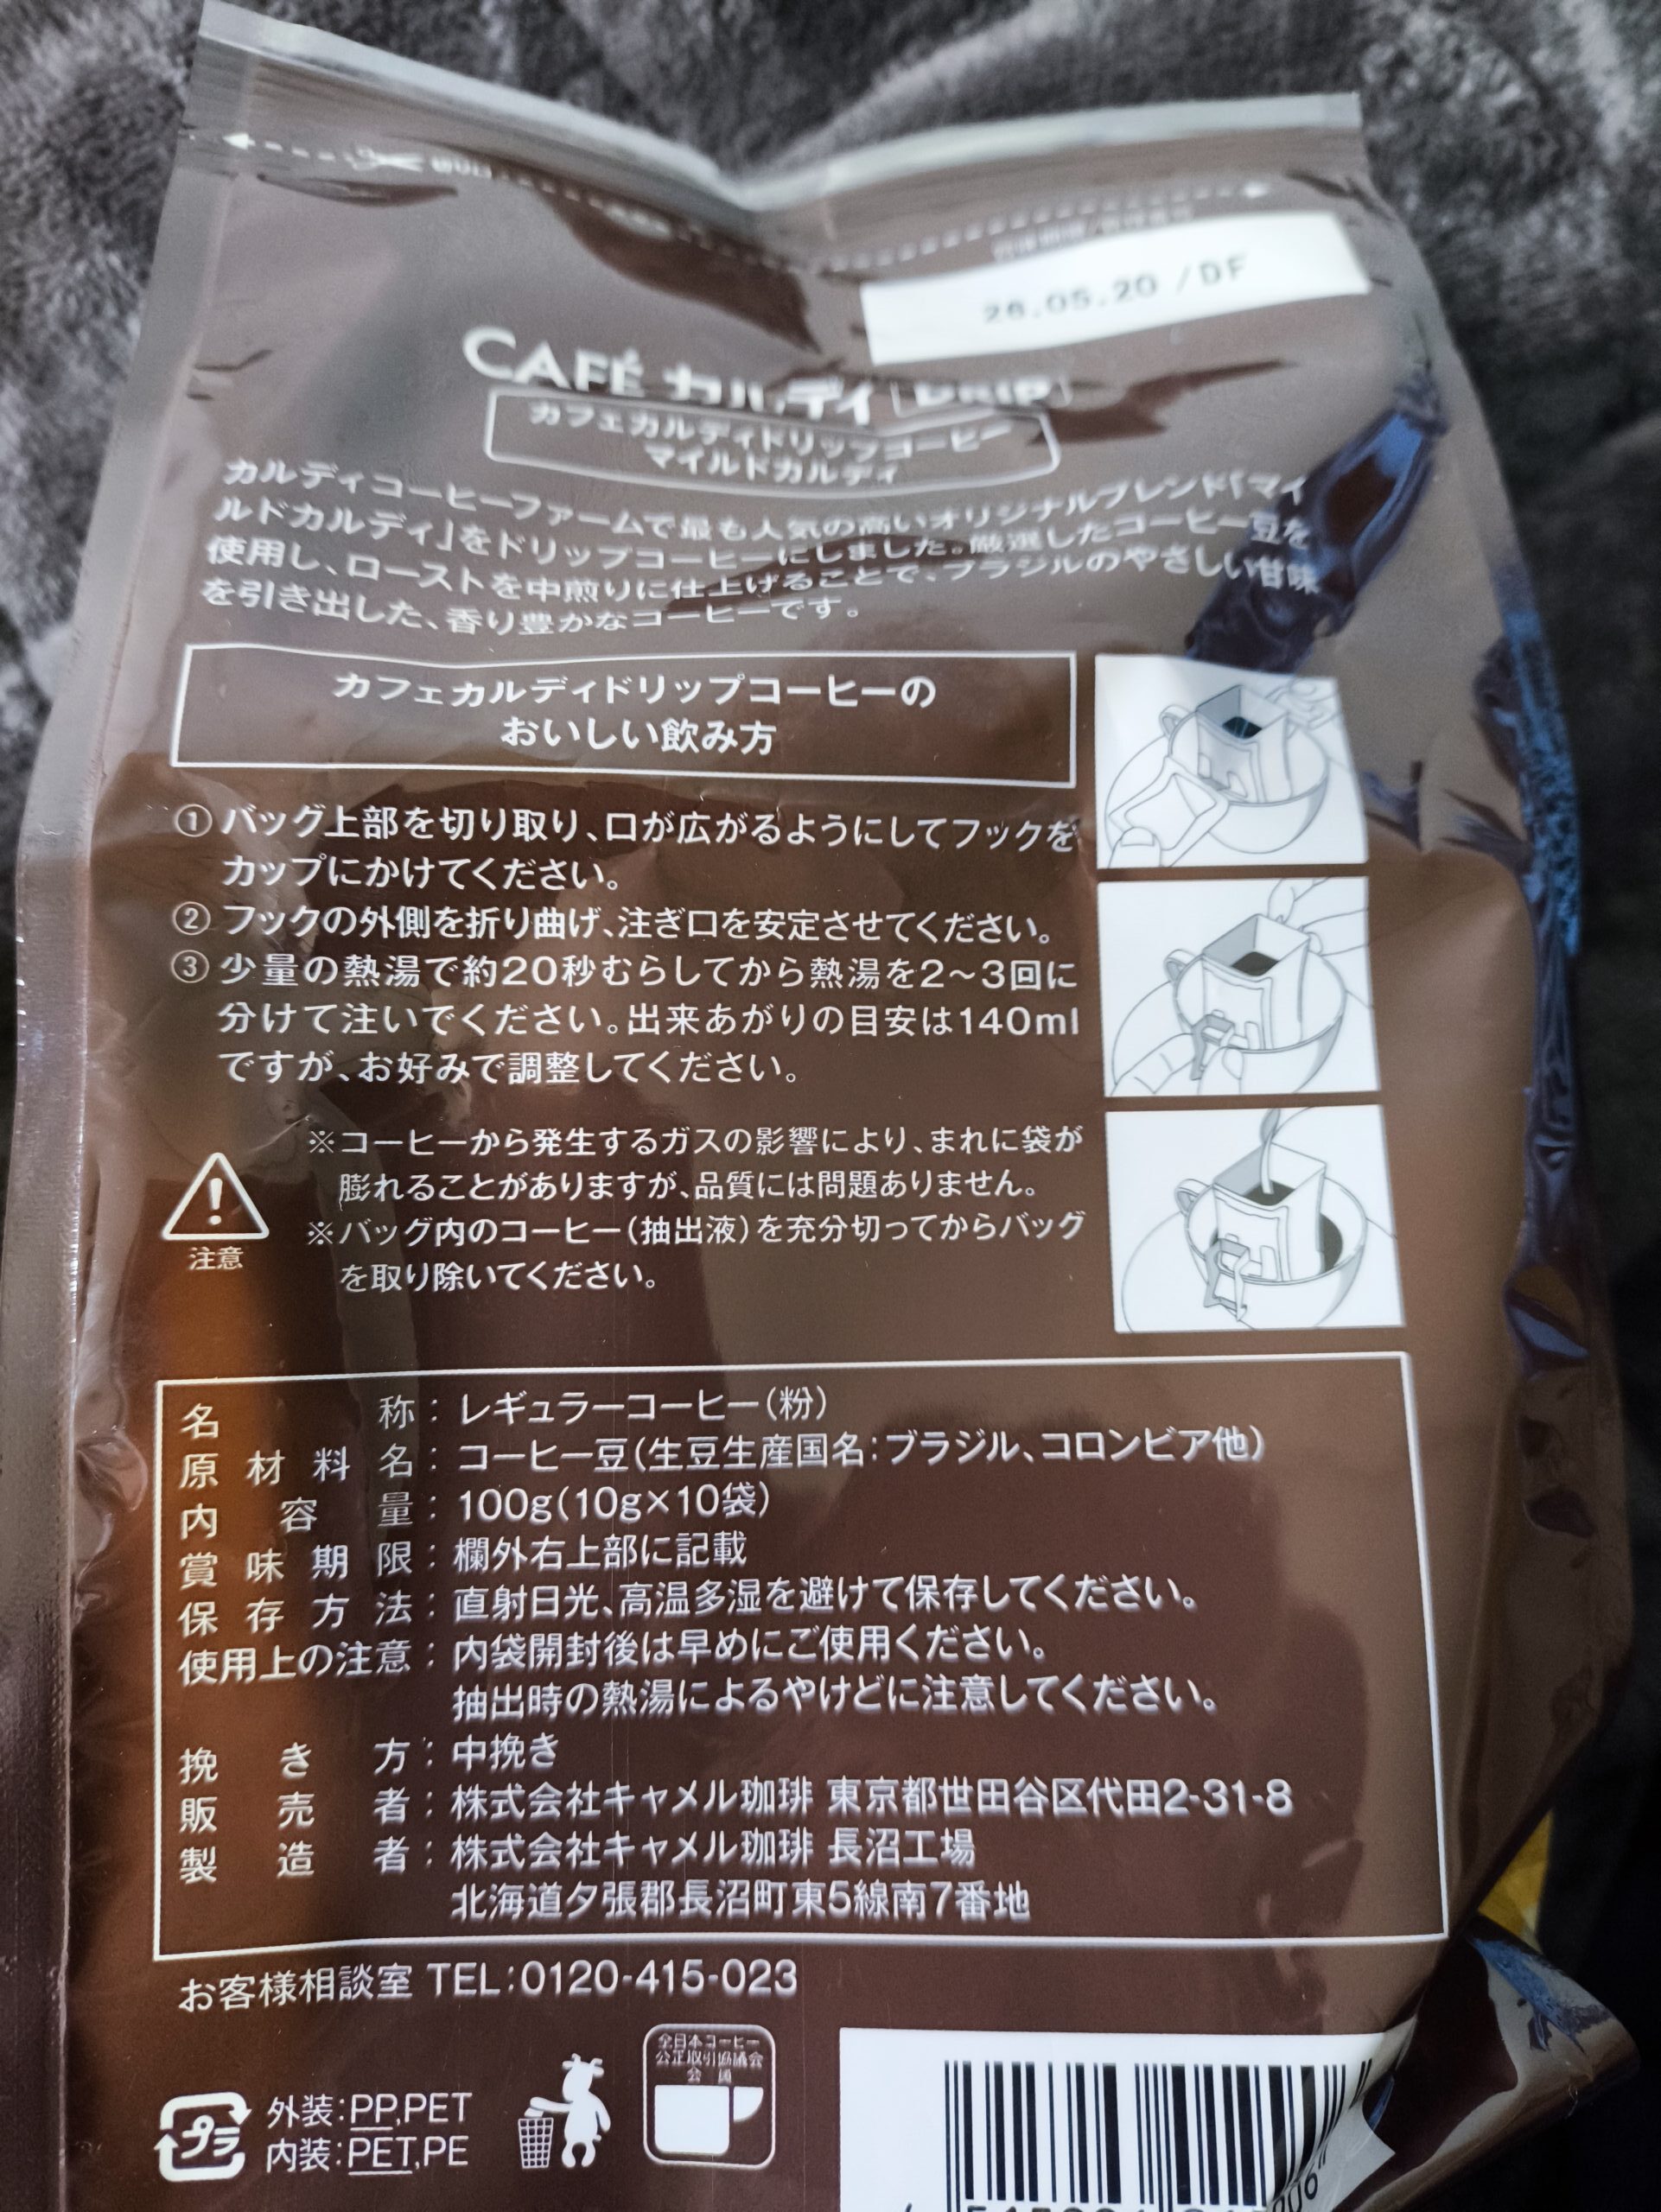 26.05.20 /DF
CAFÉ カルディ DRIP
カフェカルディドリップコーヒー
マイルドカルディ
カルディコーヒーファームで最も人気の高いオリジナルブレンド「マイ
ルドカルディ」をドリップコーヒーにしました。厳選したコーヒー豆を
使用し、ローストを中煎りに仕上げることで、ブラジルのやさしい甘味
を引き出した、香り豊かなコーヒーです。
カフェカルディドリップコーヒーの
おいしい飲み方
① バッグ上部を切り取り、口が広がるようにしてフックを
カップにかけてください。
② フックの外側を折り曲げ、注ぎ口を安定させてください。
③ 少量の熱湯で約20秒むらしてから熱湯を2～3回に
分けて注いでください。出来あがりの目安は140ml
ですが、お好みで調整してください。
※コーヒーから発生するガスの影響により、まれに袋が
膨れることがありますが、品質には問題ありません。
※バッグ内のコーヒー(抽出液)を充分切ってからバッグ
を取り除いてください。
注意
名称：レギュラーコーヒー(粉)
原材料名：コーヒー豆(生豆生産国名：ブラジル、コロンビア他)
内容量：100g(10g×10袋)
賞味期限：欄外右上部に記載
保存方法：直射日光、高温多湿を避けて保存してください。
使用上の注意：内袋開封後は早めにご使用ください。
抽出時の熱湯によるやけどに注意してください。
挽き方：中挽き
販売者：株式会社キャメル珈琲 東京都世田谷区代田2-31-8
製造者：株式会社キャメル珈琲 長沼工場
北海道夕張郡長沼町東5線南7番地
お客様相談室 TEL：0120-415-023
全日本コーヒー
公正取引協議会
会員
プラ
外装：PP,PET
内装：PET,PE